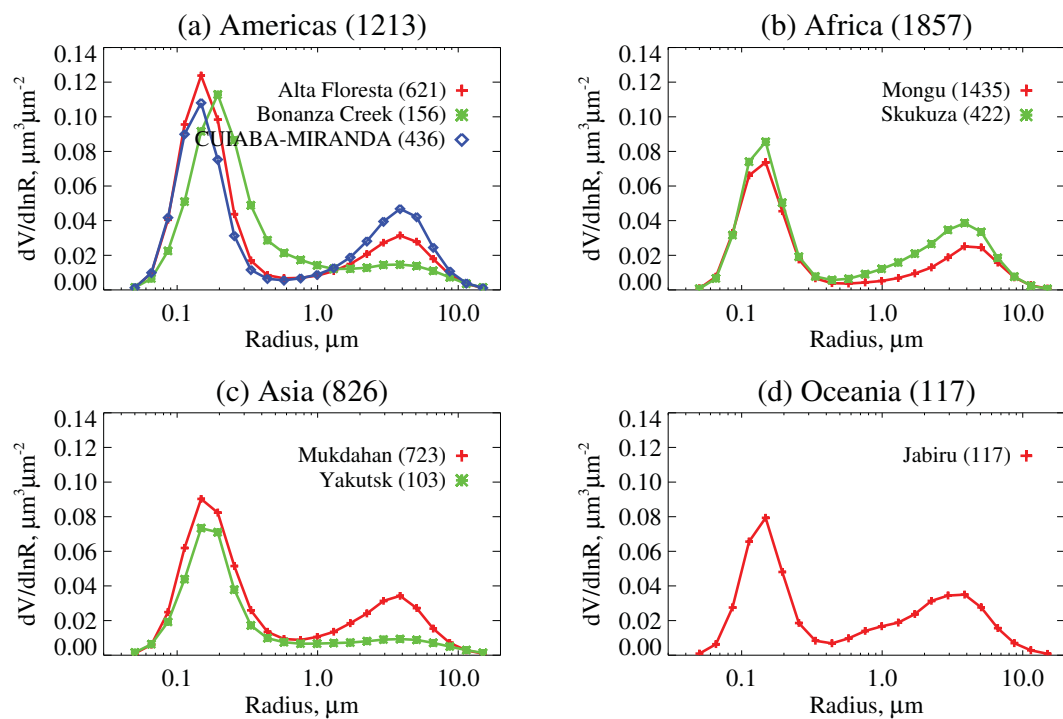 (a) Americas (1213)
0.14
0.12
0.10
0.08
0.06
0.04
0.02
0.00
dV/dlnR, μm³μm⁻²
Alta Floresta (621)
Bonanza Creek (156)
CUIABA-MIRANDA (436)
0.1 1.0 10.0
Radius, μm
(b) Africa (1857)
0.14
0.12
0.10
0.08
0.06
0.04
0.02
0.00
dV/dlnR, μm³μm⁻²
Mongu (1435)
Skukuza (422)
0.1 1.0 10.0
Radius, μm
(c) Asia (826)
0.14
0.12
0.10
0.08
0.06
0.04
0.02
0.00
dV/dlnR, μm³μm⁻²
Mukdahan (723)
Yakutsk (103)
0.1 1.0 10.0
Radius, μm
(d) Oceania (117)
0.14
0.12
0.10
0.08
0.06
0.04
0.02
0.00
dV/dlnR, μm³μm⁻²
Jabiru (117)
0.1 1.0 10.0
Radius, μm